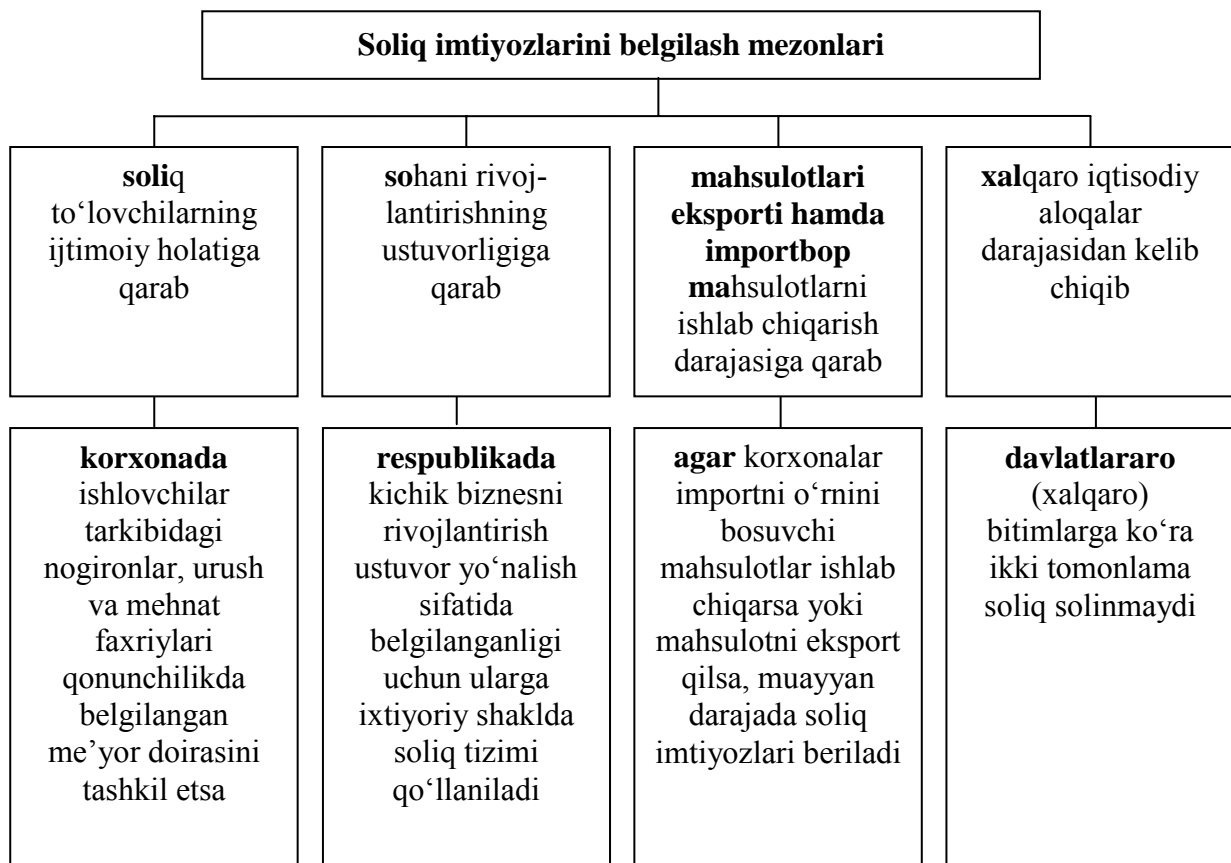 Soliq imtiyozlarini belgilash mezonlari
soliq
to‘lovchilarning
ijtimoiy holatiga
qarab
sohani rivoj-
lantirishning
ustuvorligiga
qarab
mahsulotlari
eksporti hamda
importbop
mahsulotlarni
ishlab chiqarish
darajasiga qarab
xalqaro iqtisodiy
aloqalar
darajasidan kelib
chiqib
korxonada
ishlovchilar
tarkibidagi
nogironlar, urush
va mehnat
faxriylari
qonunchilikda
belgilangan
me’yor doirasini
tashkil etsa
respublikada
kichik biznesni
rivojlantirish
ustuvor yo‘nalish
sifatida
belgilanganligi
uchun ularga
ixtiyoriy shaklda
soliq tizimi
qo‘llaniladi
agar korxonalar
importni o‘rnini
bosuvchi
mahsulotlar ishlab
chiqarsa yoki
mahsulotni eksport
qilsa, muayyan
darajada soliq
imtiyozlari beriladi
davlatlararo
(xalqaro)
bitimlarga ko‘ra
ikki tomonlama
soliq solinmaydi